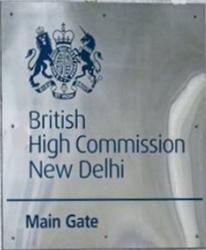 British
High Commission
New Delhi
Main Gate